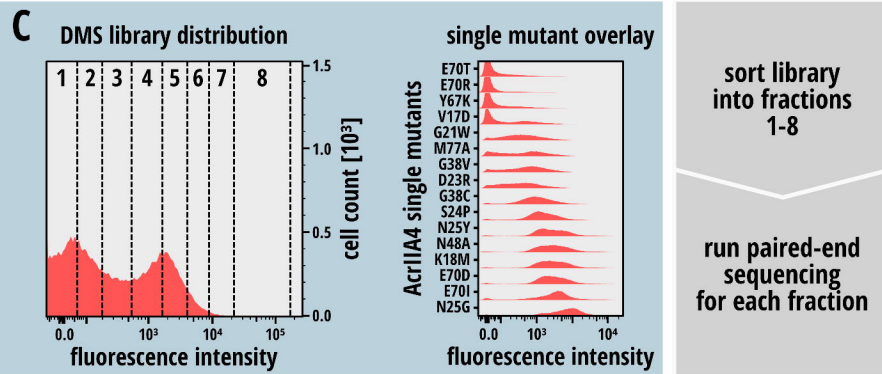 C
DMS library distribution
1 2 3 4 5 6 7 8
1.5
1.0
0.5
0.0
cell count [10³]
0.0 10³ 10⁴ 10⁵
fluorescence intensity
single mutant overlay
AcrIIA4 single mutants
E70T
E70R
Y67K
V17D
G21W
M77A
G38V
D23R
G38C
S24P
N25Y
N48A
K18M
E70D
E70I
N25G
0.0 10³ 10⁴
fluorescence intensity
sort library
into fractions
1-8
run paired-end
sequencing
for each fraction